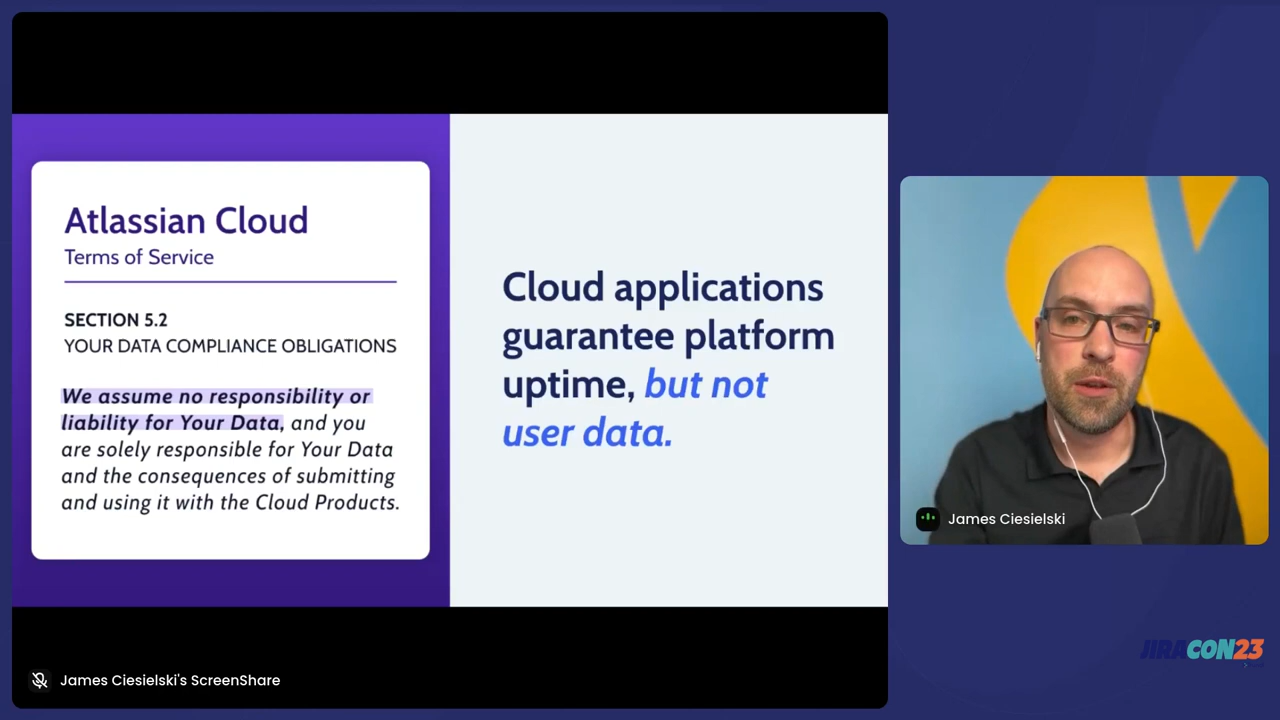 Atlassian Cloud
Terms of Service
SECTION 5.2
YOUR DATA COMPLIANCE OBLIGATIONS
We assume no responsibility or
liability for Your Data, and you
are solely responsible for Your Data
and the consequences of submitting
and using it with the Cloud Products.
Cloud applications
guarantee platform
uptime, but not
user data.
James Ciesielski
JIRACON23
James Ciesielski's ScreenShare